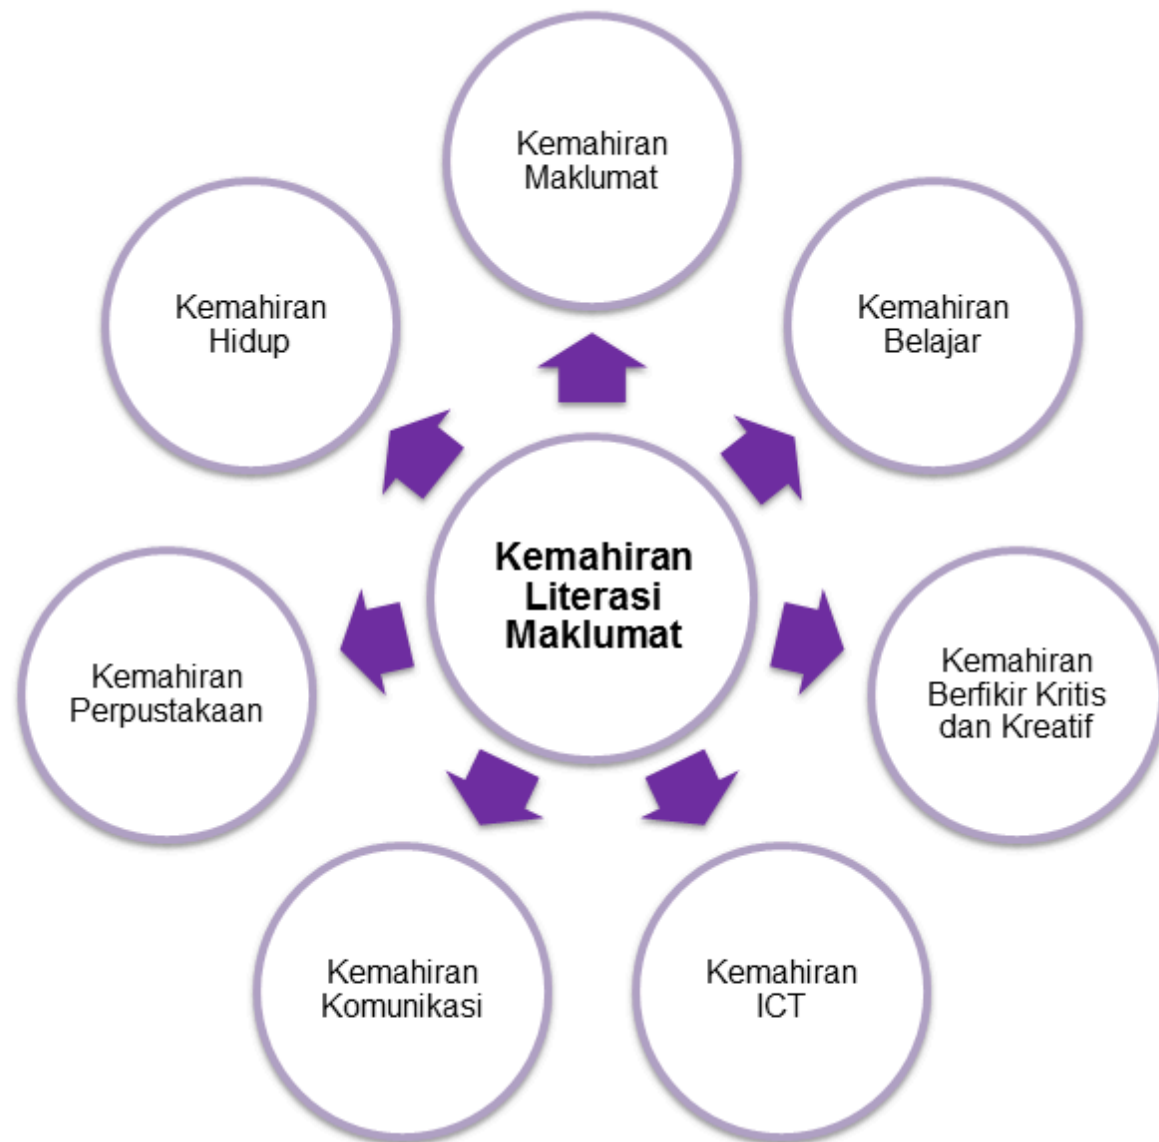 Kemahiran
Maklumat
Kemahiran
Belajar
Kemahiran
Berfikir Kritis
dan Kreatif
Kemahiran
ICT
Kemahiran
Komunikasi
Kemahiran
Perpustakaan
Kemahiran
Hidup
Kemahiran
Literasi
Maklumat